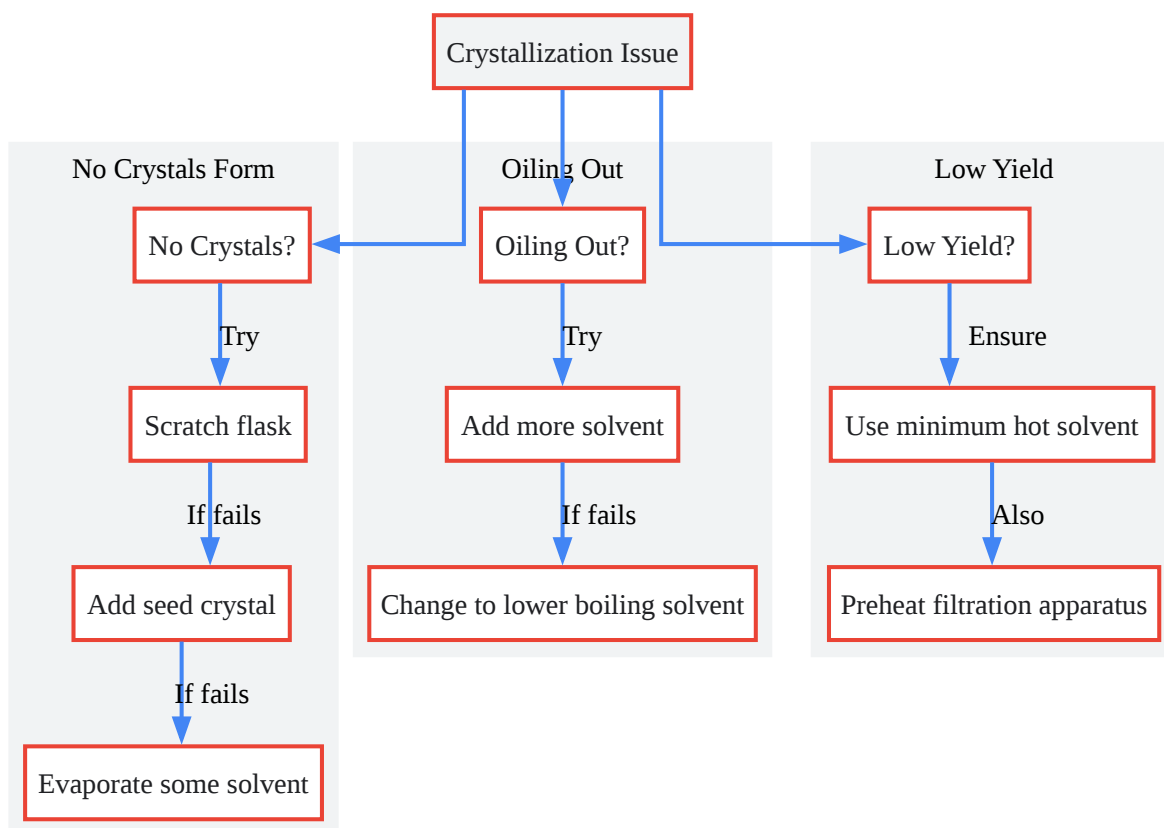 Crystallization Issue
No Crystals Form
No Crystals?
Try
Scratch flask
If fails
Add seed crystal
If fails
Evaporate some solvent
Oiling Out
Oiling Out?
Try
Add more solvent
If fails
Change to lower boiling solvent
Low Yield
Low Yield?
Ensure
Use minimum hot solvent
Also
Preheat filtration apparatus